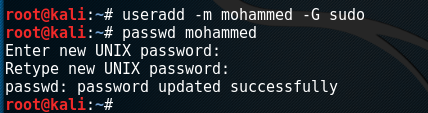 root@kali:~# useradd -m mohammed -G sudo
root@kali:~# passwd mohammed
Enter new UNIX password:
Retype new UNIX password:
passwd: password updated successfully
root@kali:~#